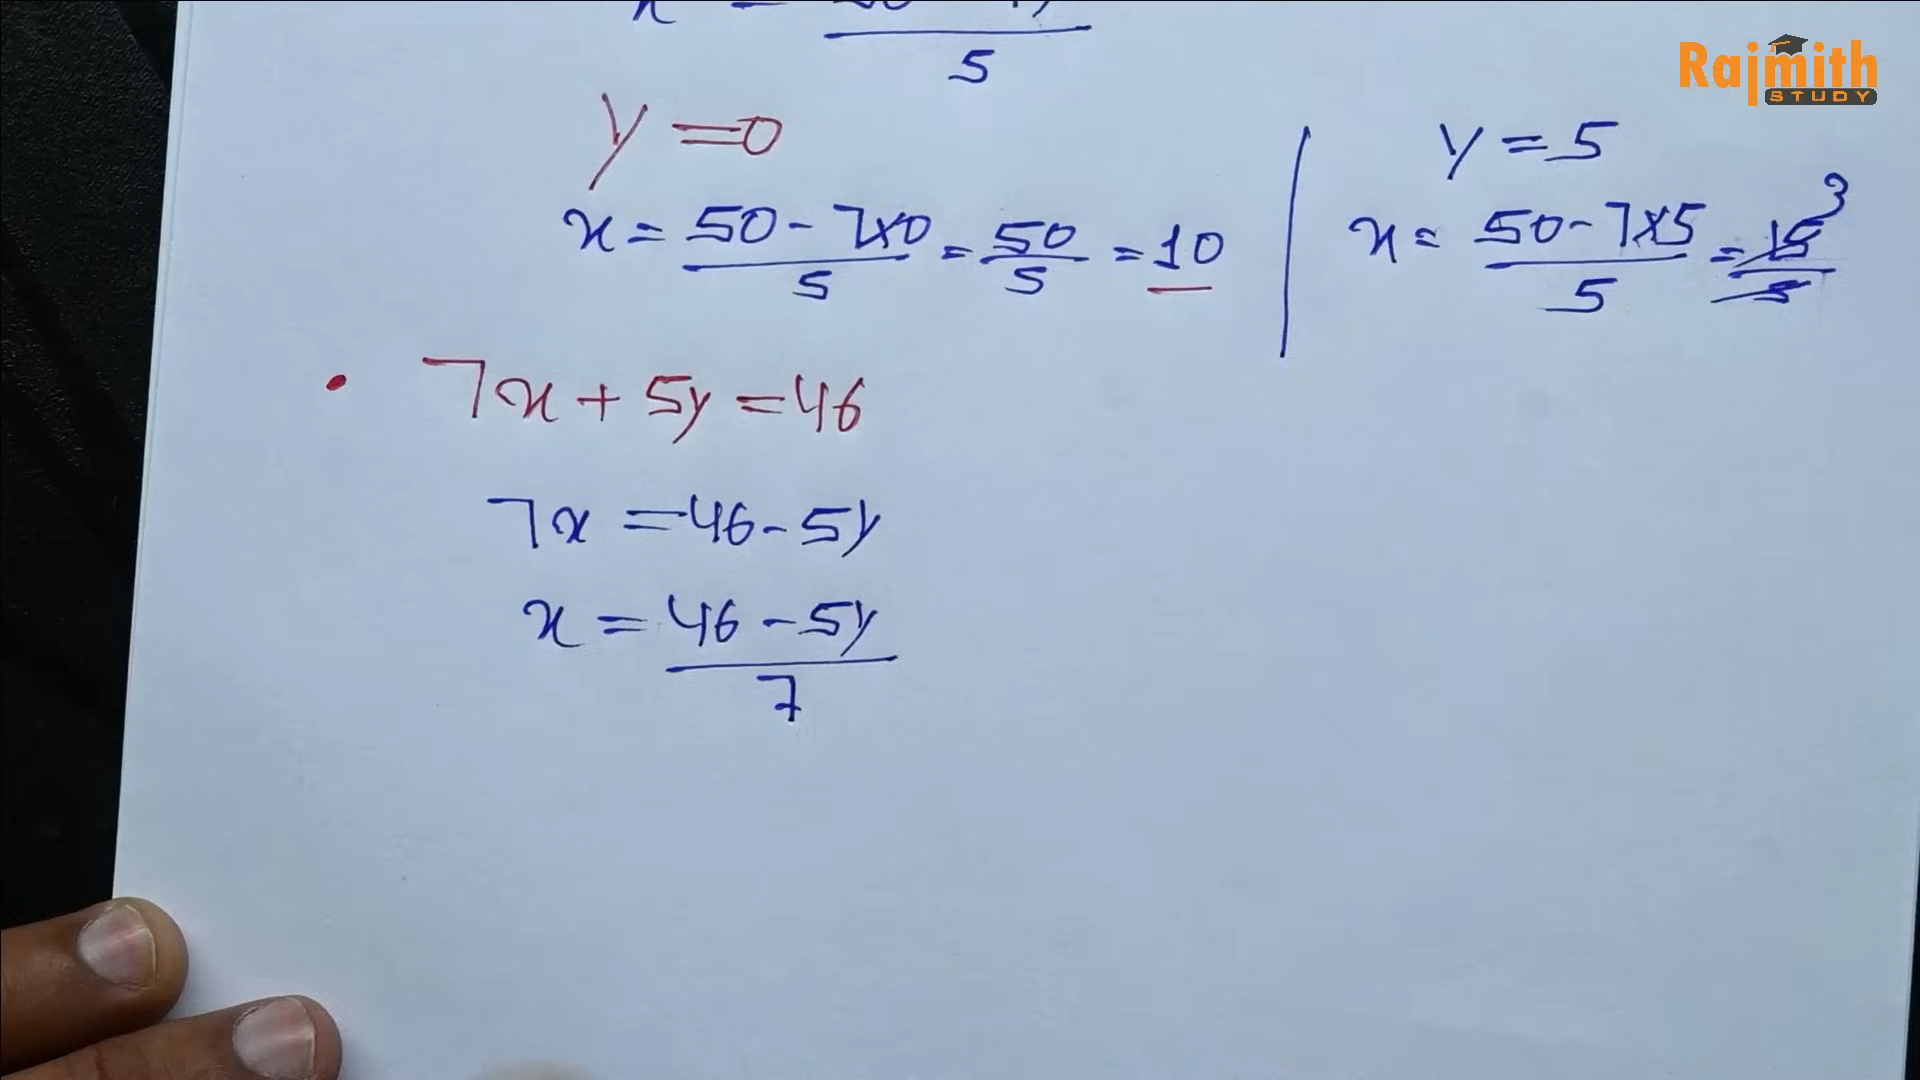 Rajmith
STUDY
5
y = 0
x = 50 - 7x0/5 = 50/5 = 10
y = 5
x = 50 - 7x5/5 = 15/5 3
• 7x + 5y = 46
7x = 46 - 5y
x = 46 - 5y/7